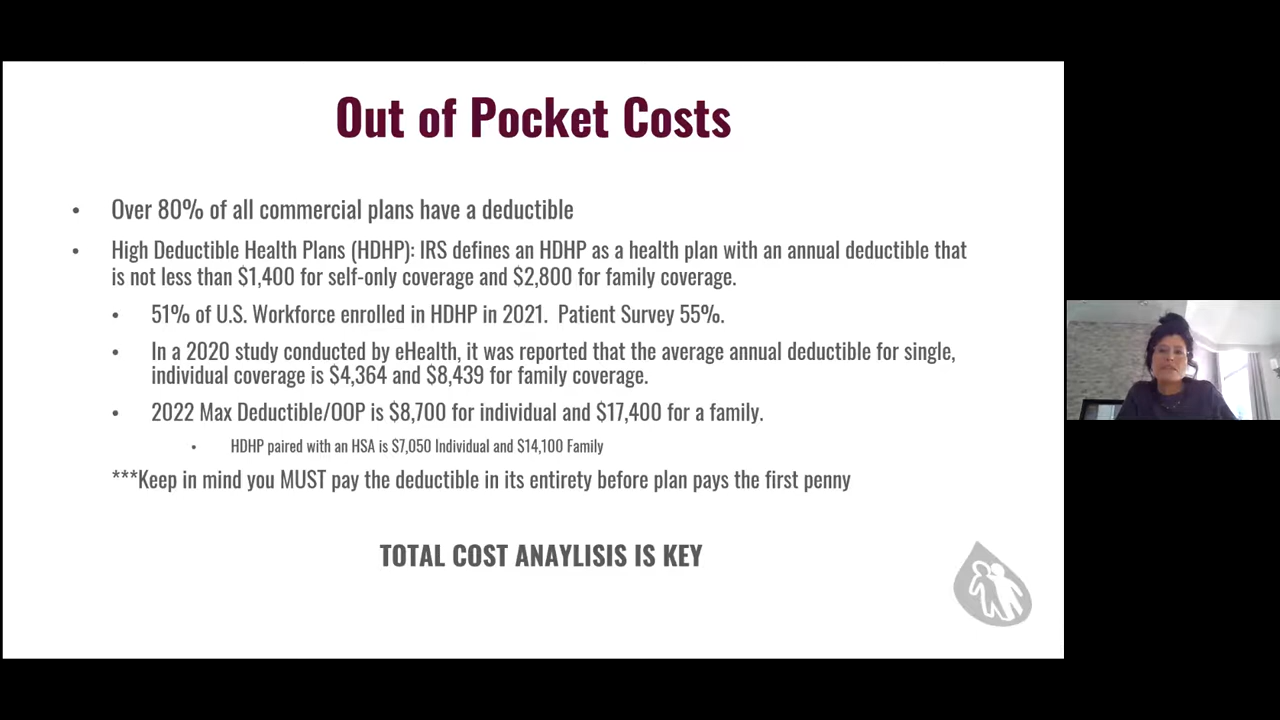 Out of Pocket Costs
• Over 80% of all commercial plans have a deductible
• High Deductible Health Plans (HDHP): IRS defines an HDHP as a health plan with an annual deductible that
is not less than $1,400 for self-only coverage and $2,800 for family coverage.
• 51% of U.S. Workforce enrolled in HDHP in 2021.  Patient Survey 55%.
• In a 2020 study conducted by eHealth, it was reported that the average annual deductible for single,
individual coverage is $4,364 and $8,439 for family coverage.
• 2022 Max Deductible/OOP is $8,700 for individual and $17,400 for a family.
• HDHP paired with an HSA is $7,050 Individual and $14,100 Family
***Keep in mind you MUST pay the deductible in its entirety before plan pays the first penny
TOTAL COST ANAYLISIS IS KEY